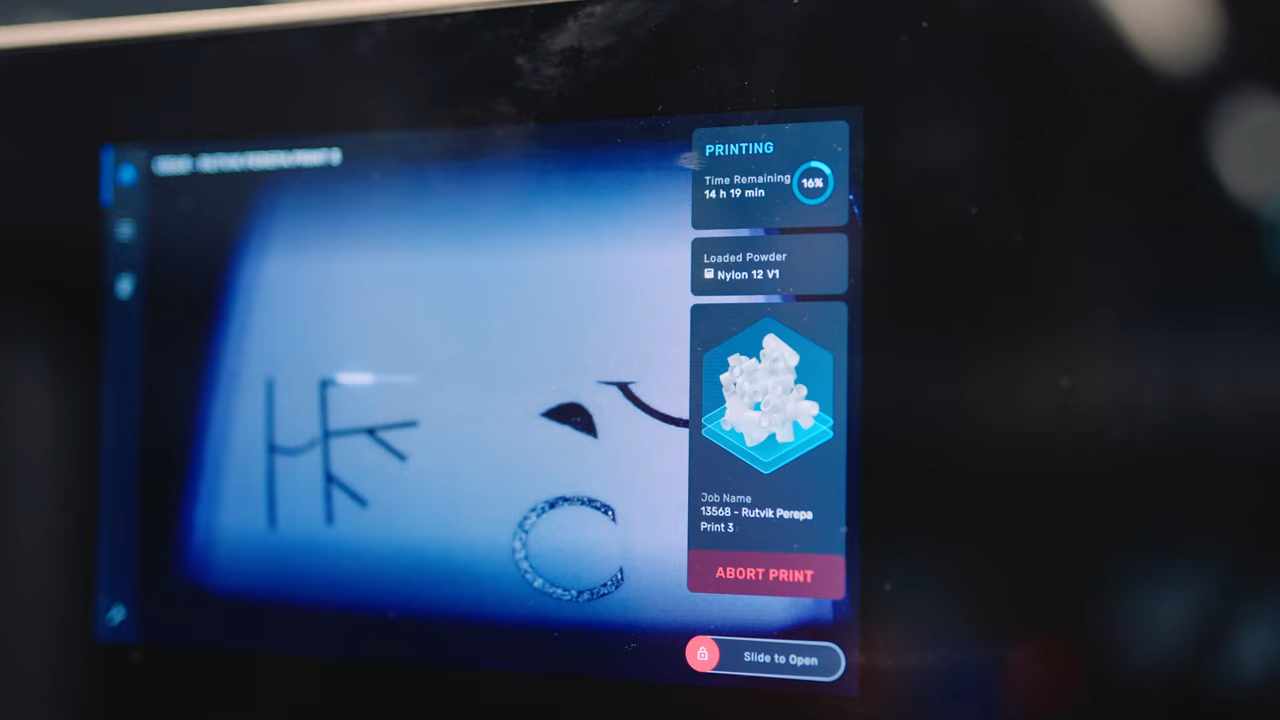 PRINTING
Time Remaining
14 h 19 min
16%
Loaded Powder
Nylon 12 V1
Job Name
13568 - Rutvik Perepa
Print 3
ABORT PRINT
Slide to Open